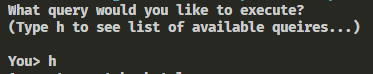 What query would you like to execute?
(Type h to see list of available queires...)
You> h